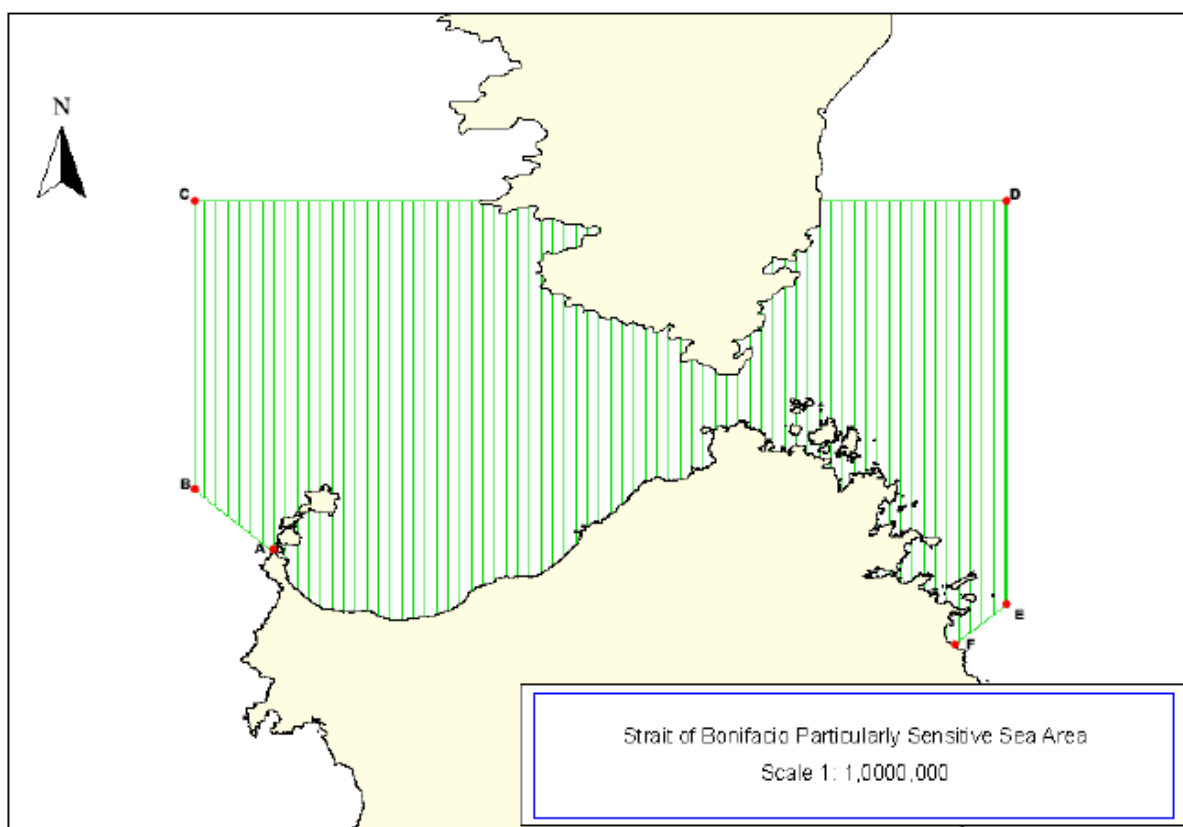 N
C
D
B
A
E
F
Strait of Bonifacio Particularly Sensitive Sea Area
Scale 1: 1,0000,000